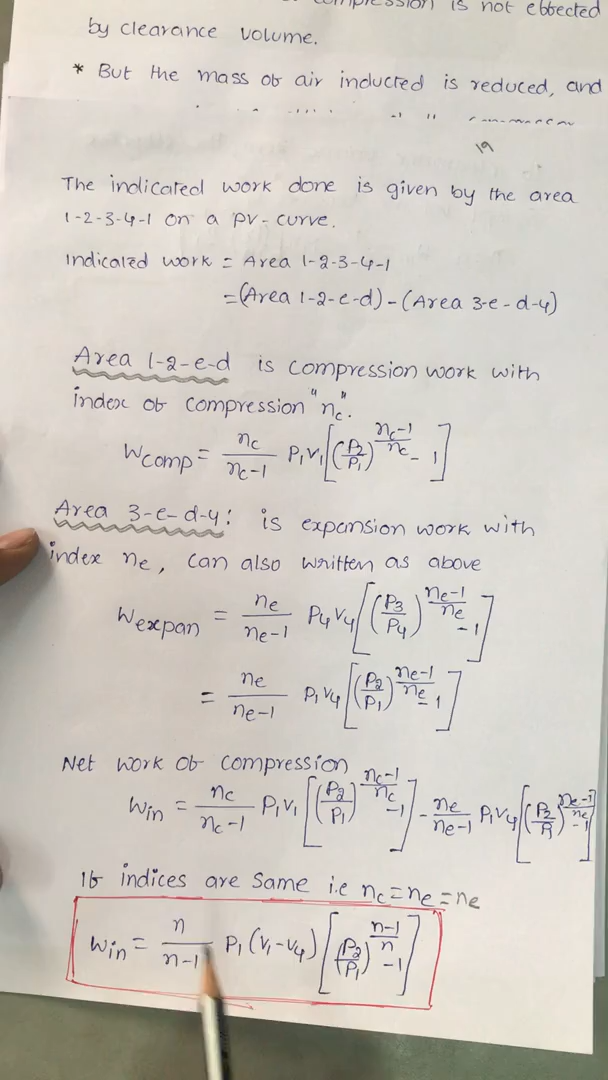 is not ebbected
by clearance volume.
* But the mass ob air inducted is reduced, and
19
The indicated work done is given by the area
1-2-3-4-1 on a pv-curve.
Indicated work = Area 1-2-3-4-1
=(Area 1-2-e-d)-(Area 3-e-d-4)
Area 1-2-e-d is compression work with
index ob compression "nc".
Wcomp = nc/(nc-1) P1V1[(P2/P1)^((nc-1)/nc) - 1]
Area 3-e-d-4: is expansion work with
index ne, can also written as above
Wexpan = ne/(ne-1) P4V4[(P3/P4)^((ne-1)/ne) - 1]
= ne/(ne-1) P1V4[(P2/P1)^((ne-1)/ne) - 1]
Net work ob compression
Win = nc/(nc-1) P1V1[(P2/P1)^((nc-1)/nc) - 1] - ne/(ne-1) P1V4[(P2/P1)^((ne-1)/ne) - 1]
Ib indices are same i.e nc=ne=ne
Win = n/(n-1) P1(V1-V4)[(P2/P1)^((n-1)/n) - 1]